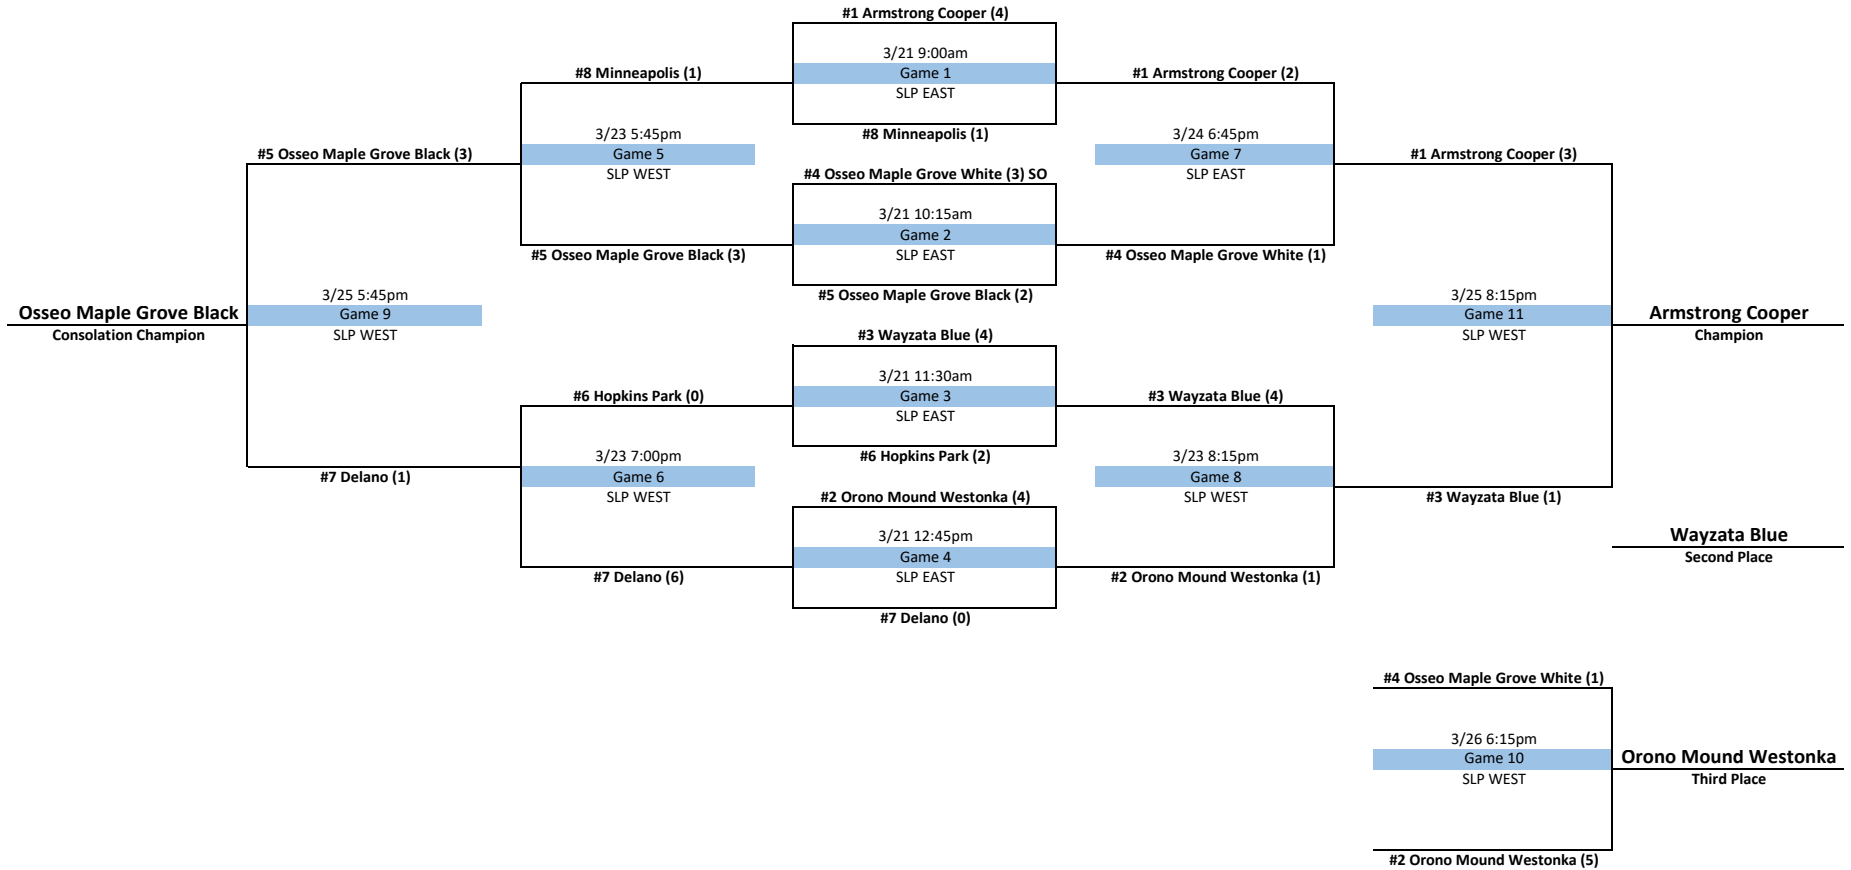 #1 Armstrong Cooper (4)
3/21 9:00am
#8 Minneapolis (1)
Game 1
#1 Armstrong Cooper (2)
SLP EAST
3/23 5:45pm
#8 Minneapolis (1)
3/24 6:45pm
#5 Osseo Maple Grove Black (3)
Game 5
Game 7
#1 Armstrong Cooper (3)
SLP WEST
#4 Osseo Maple Grove White (3) SO
SLP EAST
3/21 10:15am
Game 2
#5 Osseo Maple Grove Black (3)
SLP EAST
#4 Osseo Maple Grove White (1)
3/25 5:45pm
#5 Osseo Maple Grove Black (2)
3/25 8:15pm
Osseo Maple Grove Black
Game 9
Game 11
Armstrong Cooper
Consolation Champion
SLP WEST
#3 Wayzata Blue (4)
SLP WEST
Champion
3/21 11:30am
#6 Hopkins Park (0)
Game 3
#3 Wayzata Blue (4)
SLP EAST
3/23 7:00pm
#6 Hopkins Park (2)
3/23 8:15pm
#7 Delano (1)
Game 6
Game 8
SLP WEST
#2 Orono Mound Westonka (4)
SLP WEST
#3 Wayzata Blue (1)
3/21 12:45pm
Wayzata Blue
Game 4
Second Place
#7 Delano (6)
SLP EAST
#2 Orono Mound Westonka (1)
#7 Delano (0)
#4 Osseo Maple Grove White (1)
3/26 6:15pm
Game 10
Orono Mound Westonka
SLP WEST
Third Place
#2 Orono Mound Westonka (5)